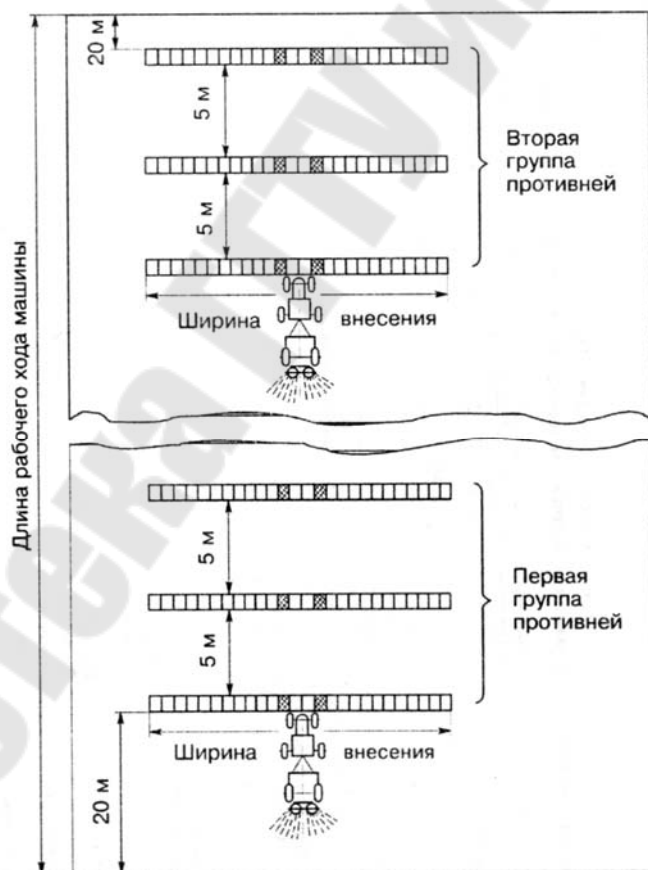 20 м
5 м
5 м
Вторая
группа
противней
Ширина внесения
Длина рабочего хода машины
5 м
5 м
Первая
группа
противней
Ширина внесения
20 м